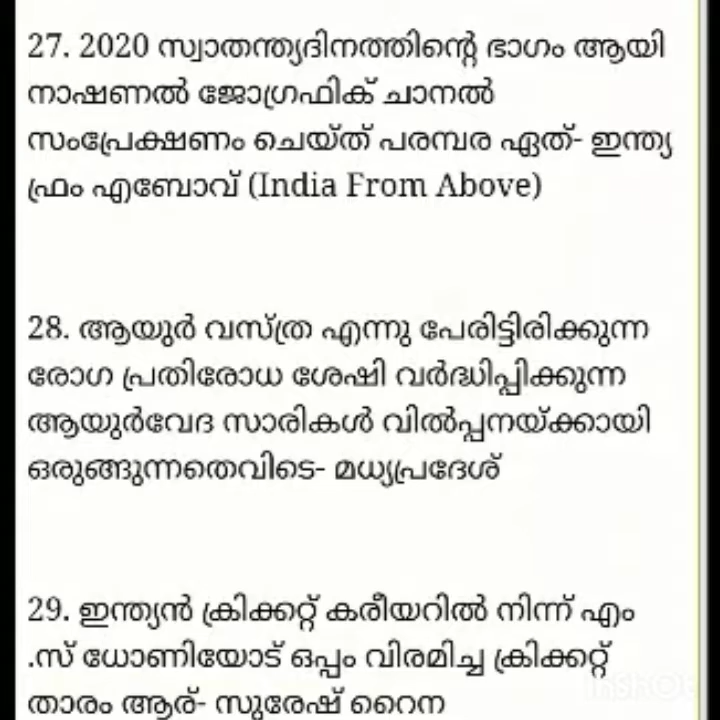 27. 2020 സ്വാതന്ത്യദിനത്തിന്റെ ഭാഗം ആയി
നാഷണൽ ജോഗ്രഫിക് ചാനൽ
സംപ്രേക്ഷണം ചെയ്ത് പരമ്പര ഏത്- ഇന്ത്യ
ഫ്രം എബോവ് (India From Above)
28. ആയുർ വസ്ത്ര എന്നു പേരിട്ടിരിക്കുന്ന
രോഗ പ്രതിരോധ ശേഷി വർദ്ധിപ്പിക്കുന്ന
ആയുർവേദ സാരികൾ വിൽപ്പനയ്ക്കായി
ഒരുങ്ങുന്നതെവിടെ- മധ്യപ്രദേശ്
29. ഇന്ത്യൻ ക്രിക്കറ്റ് കരീയറിൽ നിന്ന് എം
.സ് ധോണിയോട് ഒപ്പം വിരമിച്ച ക്രിക്കറ്റ്
താരം ആര്- സുരേഷ് റൈന